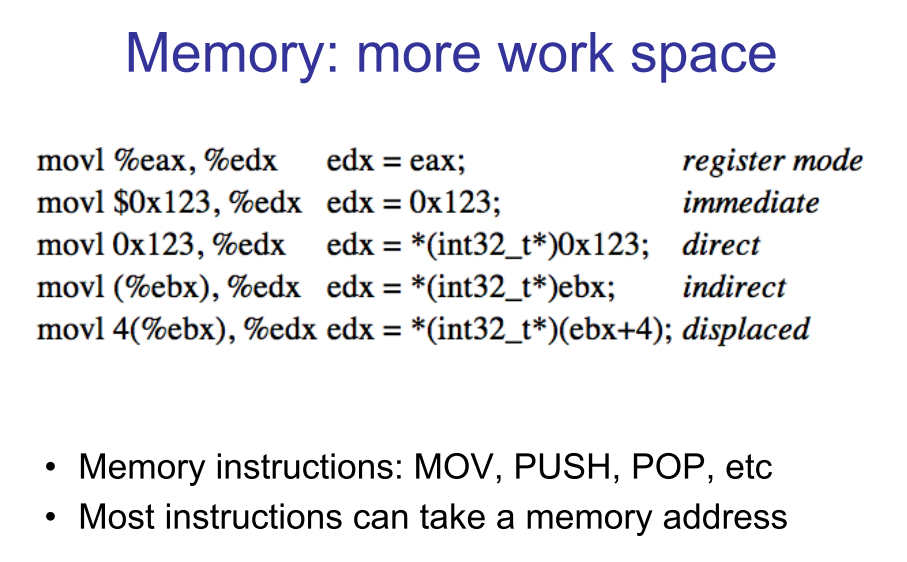 Memory: more work space
movl %eax, %edx edx = eax; register mode
movl $0x123, %edx edx = 0x123; immediate
movl 0x123, %edx edx = *(int32_t*)0x123; direct
movl (%ebx), %edx edx = *(int32_t*)ebx; indirect
movl 4(%ebx), %edx edx = *(int32_t*)(ebx+4); displaced
• Memory instructions: MOV, PUSH, POP, etc
• Most instructions can take a memory address